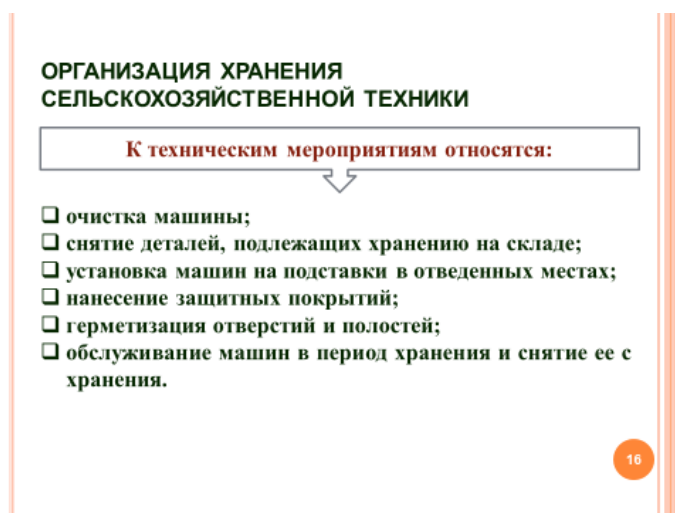 ОРГАНИЗАЦИЯ ХРАНЕНИЯ
СЕЛЬСКОХОЗЯЙСТВЕННОЙ ТЕХНИКИ
К техническим мероприятиям относятся:
очистка машины;
снятие деталей, подлежащих хранению на складе;
установка машин на подставки в отведенных местах;
нанесение защитных покрытий;
герметизация отверстий и полостей;
обслуживание машин в период хранения и снятие ее с
хранения.
16